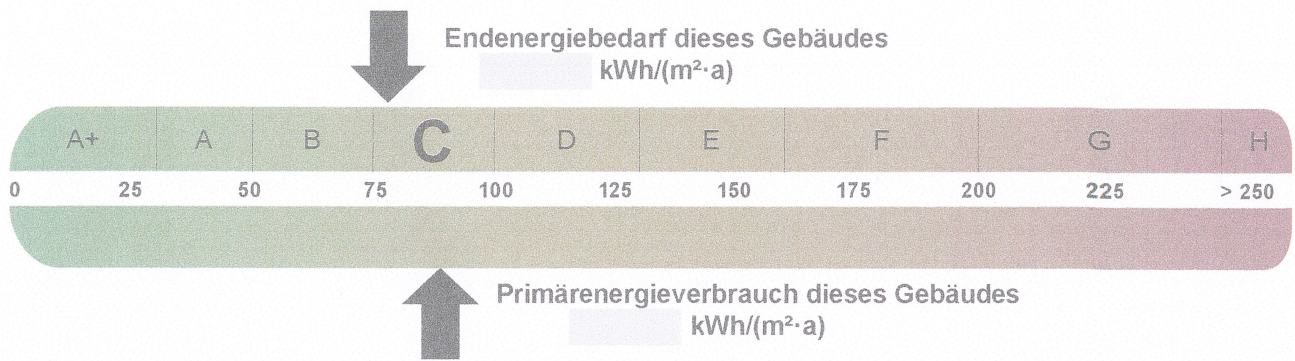 Endenergiebedarf dieses Gebäudes
kWh/(m²·a)
A+ A B C D E F G H
0 25 50 75 100 125 150 175 200 225 > 250
Primärenergieverbrauch dieses Gebäudes
kWh/(m²·a)